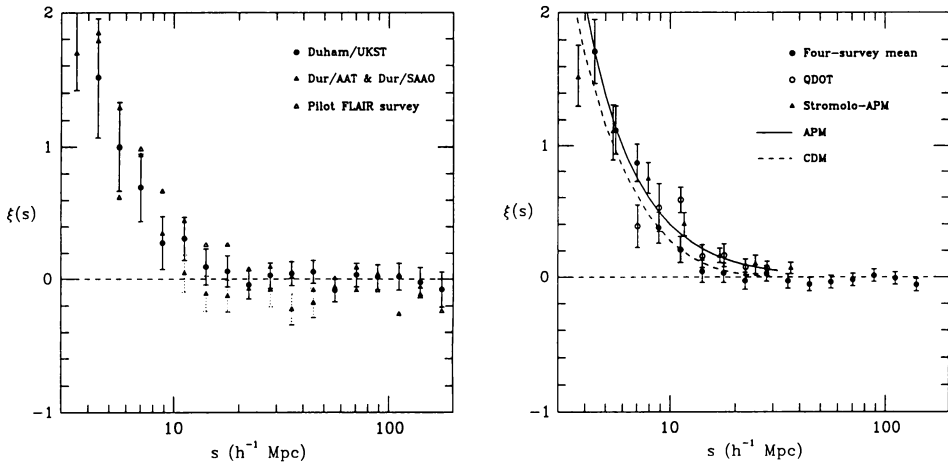 2
1
0
-1
ξ(s)
Duham/UKST
Dur/AAT & Dur/SAAO
Pilot FLAIR survey
10
100
s (h⁻¹ Mpc)
2
1
0
-1
ξ(s)
Four-survey mean
QDOT
Stromolo-APM
APM
CDM
10
100
s (h⁻¹ Mpc)